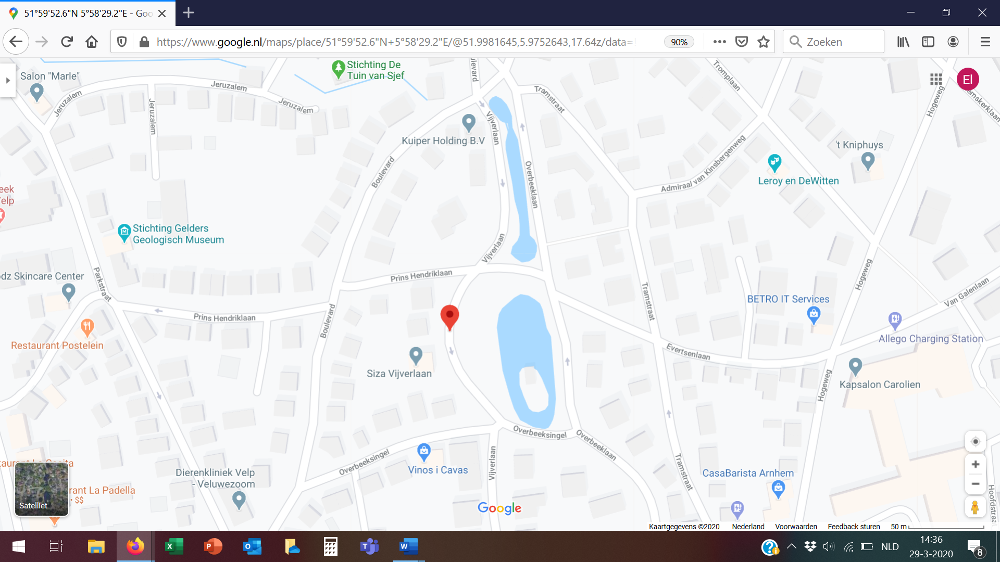 51°59'52.6"N 5°58'29.2"E - Goo
https://www.google.nl/maps/place/51°59'52.6"N+5°58'29.2"E/@51.9981645,5.9752643,17.64z/data=
90%
Zoeken
Salon "Marle"
Stichting De
Tuin van Sjef
ulevard
Tromplaan
El
Jeruzalem
Jeruzalem
Jeruzalem
Jeruzalem
Tramstraat
Hogeweg
emskerklaan
Vijverlaan
Kuiper Holding B.V
't Kniphuys
Boulevard
Overbeeklaan
Admiraal van Kinsbergenweg
Leroy en DeWitten
eek
Velp
Stichting Gelders
Geologisch Museum
Vijverlaan
odz Skincare Center
Parkstraat
Prins Hendriklaan
Hogeweg
Van Galenlaan
BETRO IT Services
Tramstraat
Prins Hendriklaan
Boulevard
Restaurant Postelein
Allego Charging Station
Evertsenlaan
Siza Vijverlaan
Kapsalon Carolien
Hogeweg
Overbeeksingel
Overbeeklaan
Overbeeksingel
Vijverlaan
Vinos i Cavas
Tramstraat
Dierenkliniek Velp
- Veluwezoom
CasaBarista Arnhem
rant La Padella
· $$
Satelliet
Hoofdstraat
Google
Kaartgegevens ©2020 Nederland Voorwaarden Feedback sturen 50 m
X P O T W
NLD
14:36
29-3-2020
8